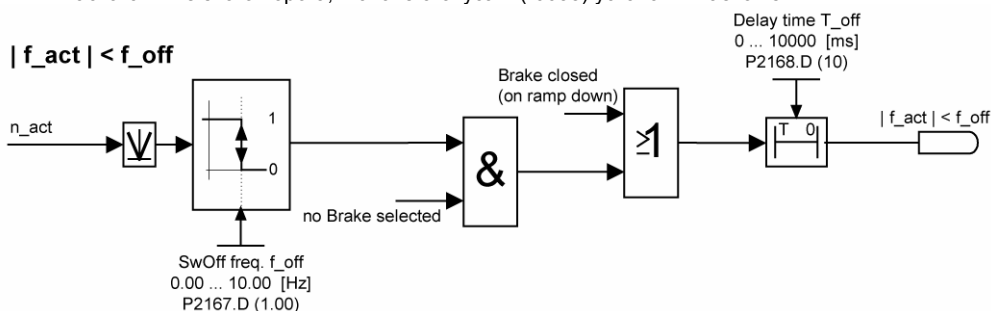 Delay time T_off
0 ... 10000 [ms]
P2168.D (10)
| f_act | < f_off
Brake closed
(on ramp down)
n_act
1
0
&
≥1
T 0
| f_act | < f_off
no Brake selected
SwOff freq. f_off
0.00 ... 10.00 [Hz]
P2167.D (1.00)